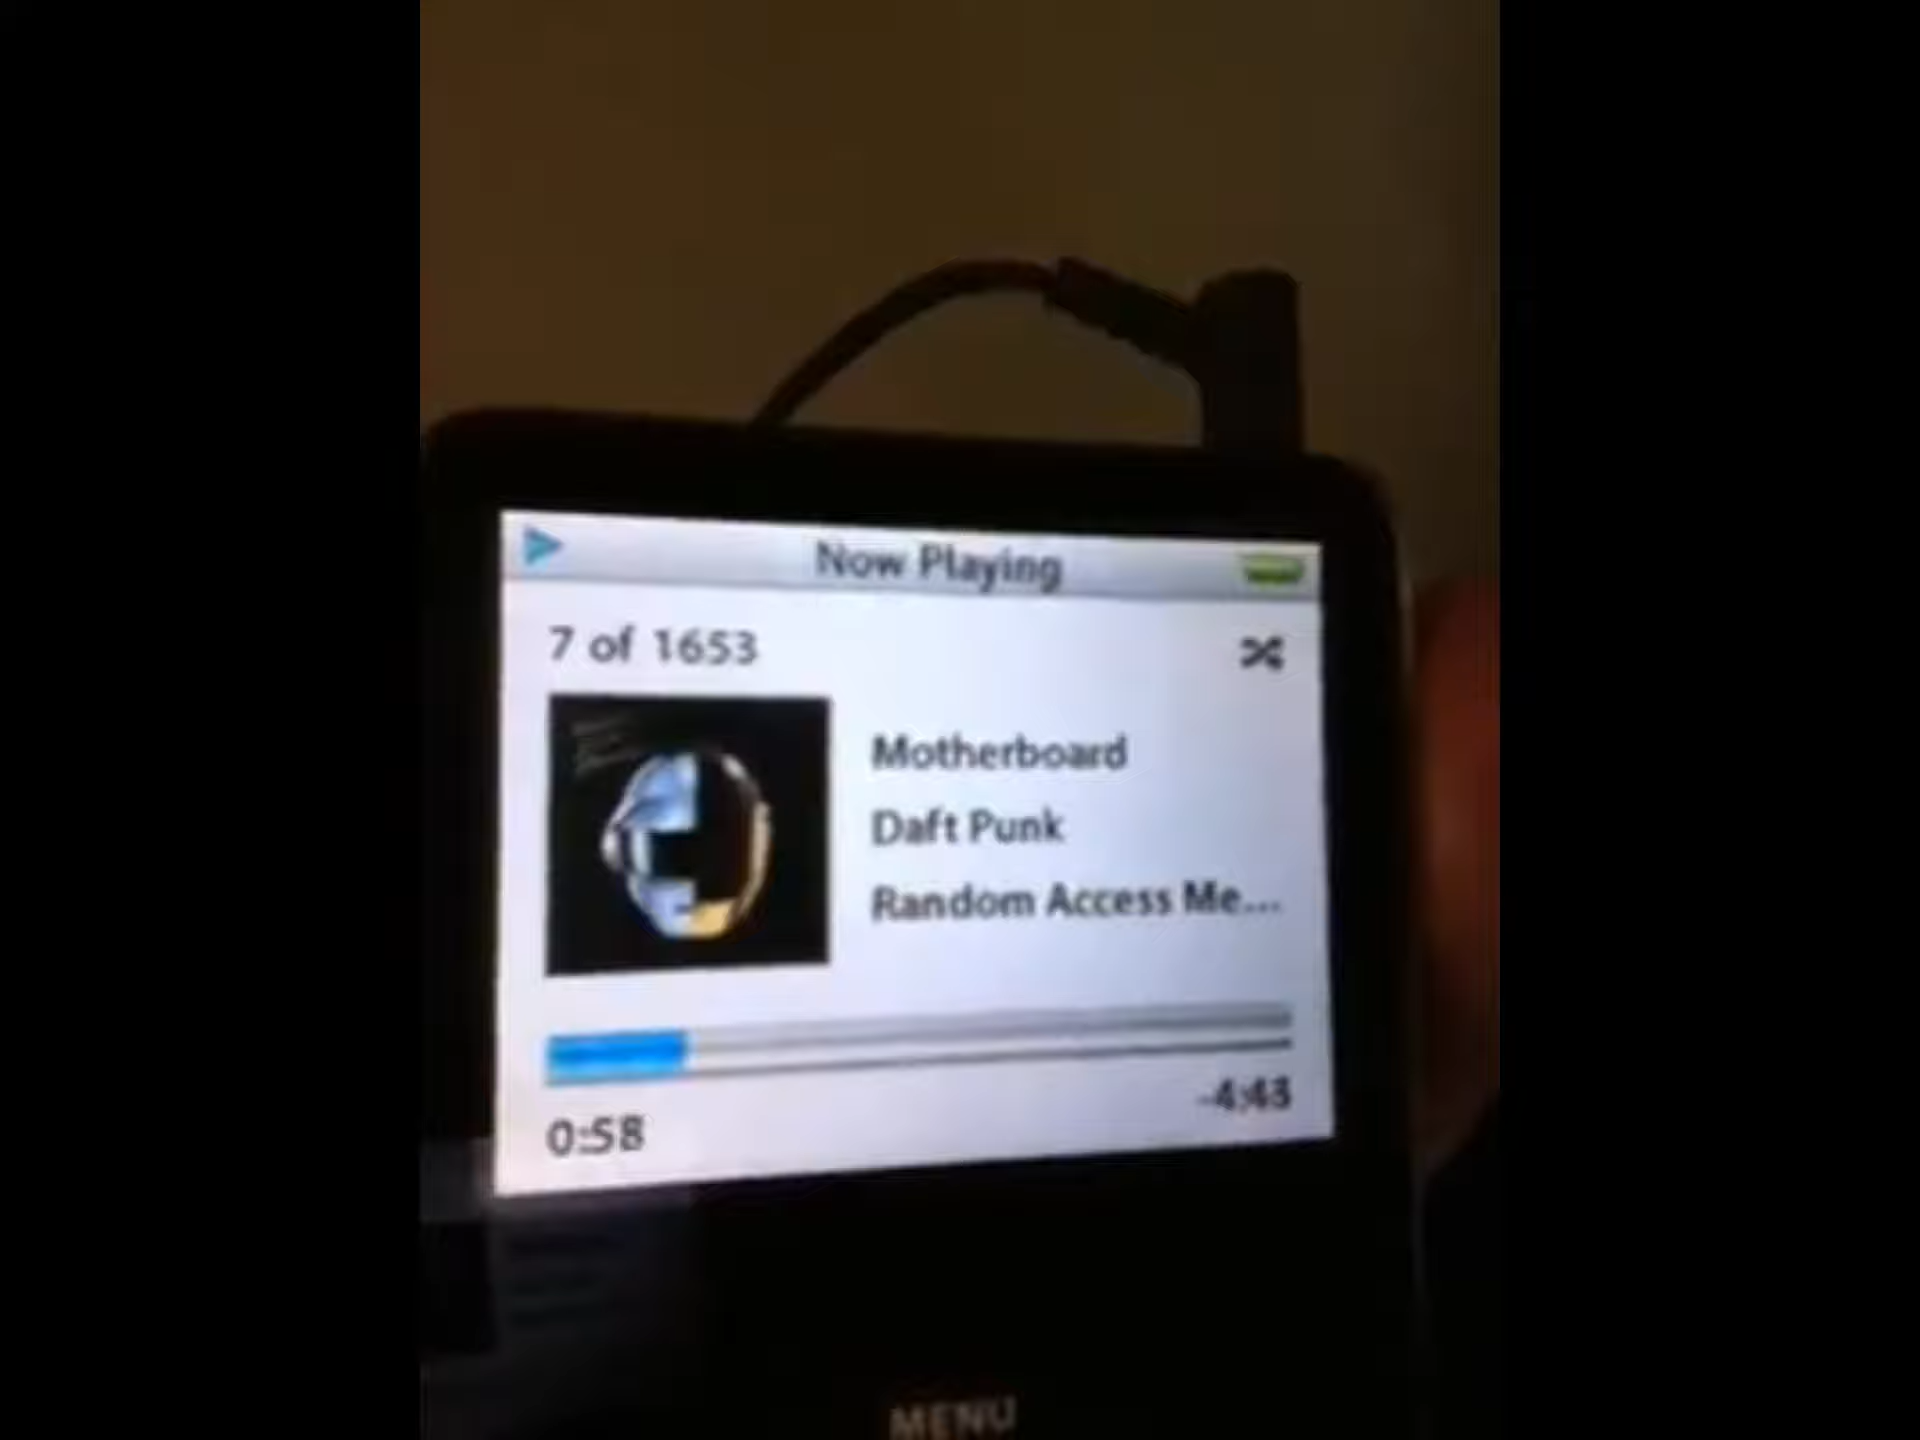 Now Playing
7 of 1653
Motherboard
Daft Punk
Random Access Me...
0:58
-4:43
MENU